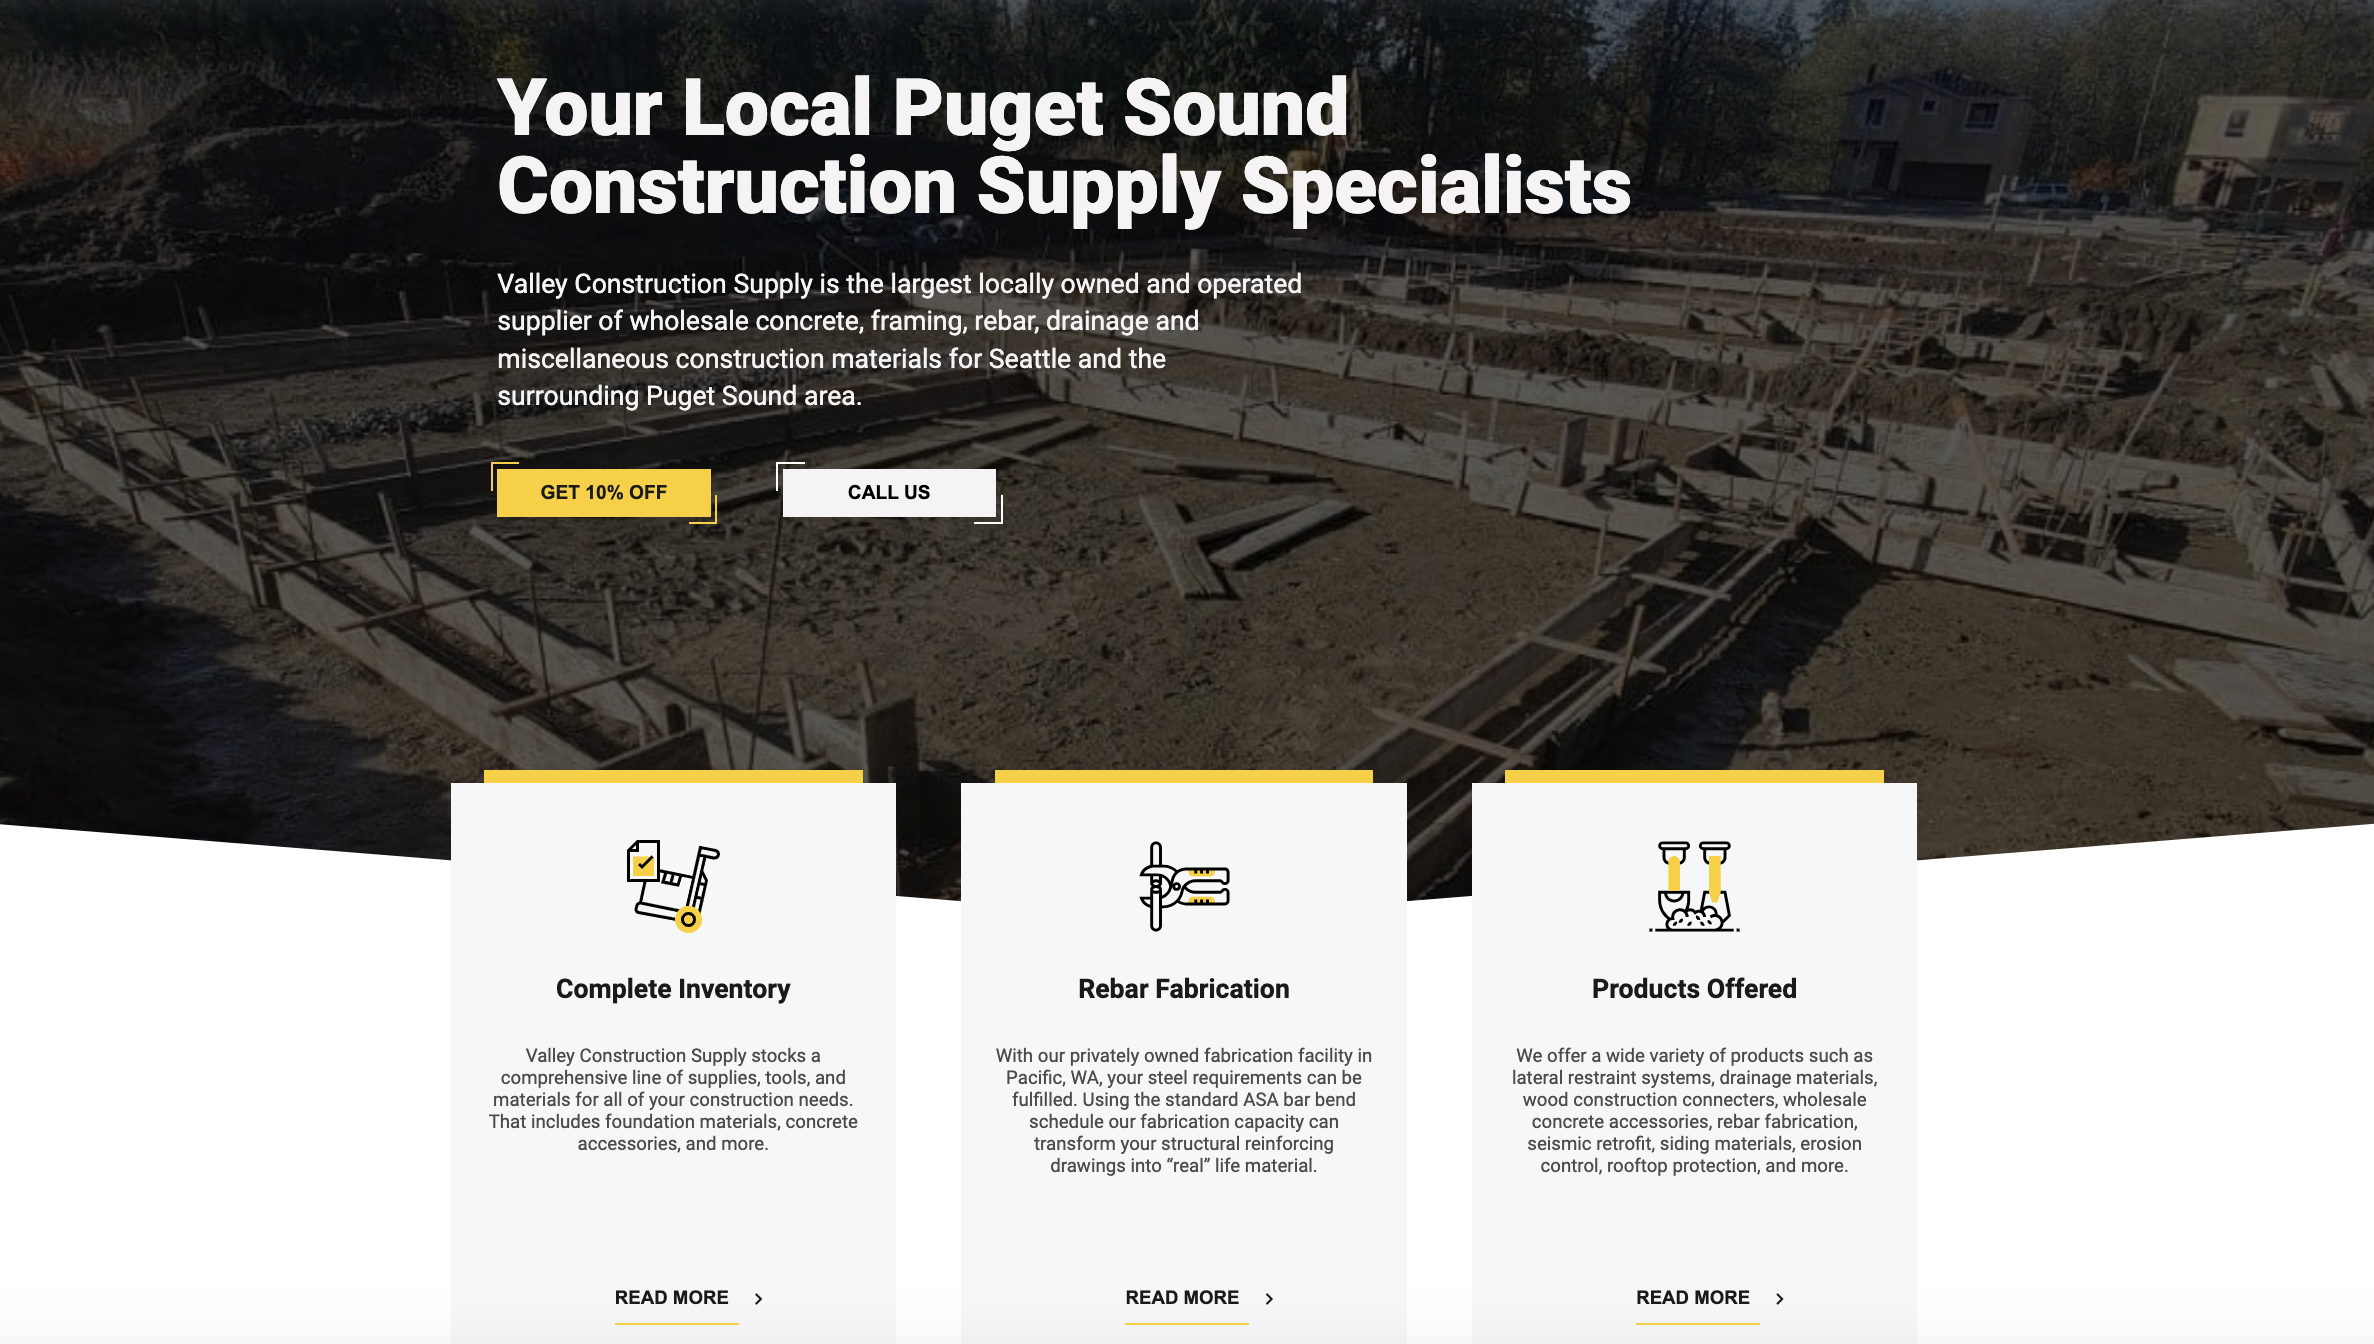 Your Local Puget Sound
Construction Supply Specialists
Valley Construction Supply is the largest locally owned and operated
supplier of wholesale concrete, framing, rebar, drainage and
miscellaneous construction materials for Seattle and the
surrounding Puget Sound area.
GET 10% OFF
CALL US
Complete Inventory
Valley Construction Supply stocks a
comprehensive line of supplies, tools, and
materials for all of your construction needs.
That includes foundation materials, concrete
accessories, and more.
READ MORE
Rebar Fabrication
With our privately owned fabrication facility in
Pacific, WA, your steel requirements can be
fulfilled. Using the standard ASA bar bend
schedule our fabrication capacity can
transform your structural reinforcing
drawings into “real” life material.
READ MORE
Products Offered
We offer a wide variety of products such as
lateral restraint systems, drainage materials,
wood construction connecters, wholesale
concrete accessories, rebar fabrication,
seismic retrofit, siding materials, erosion
control, rooftop protection, and more.
READ MORE